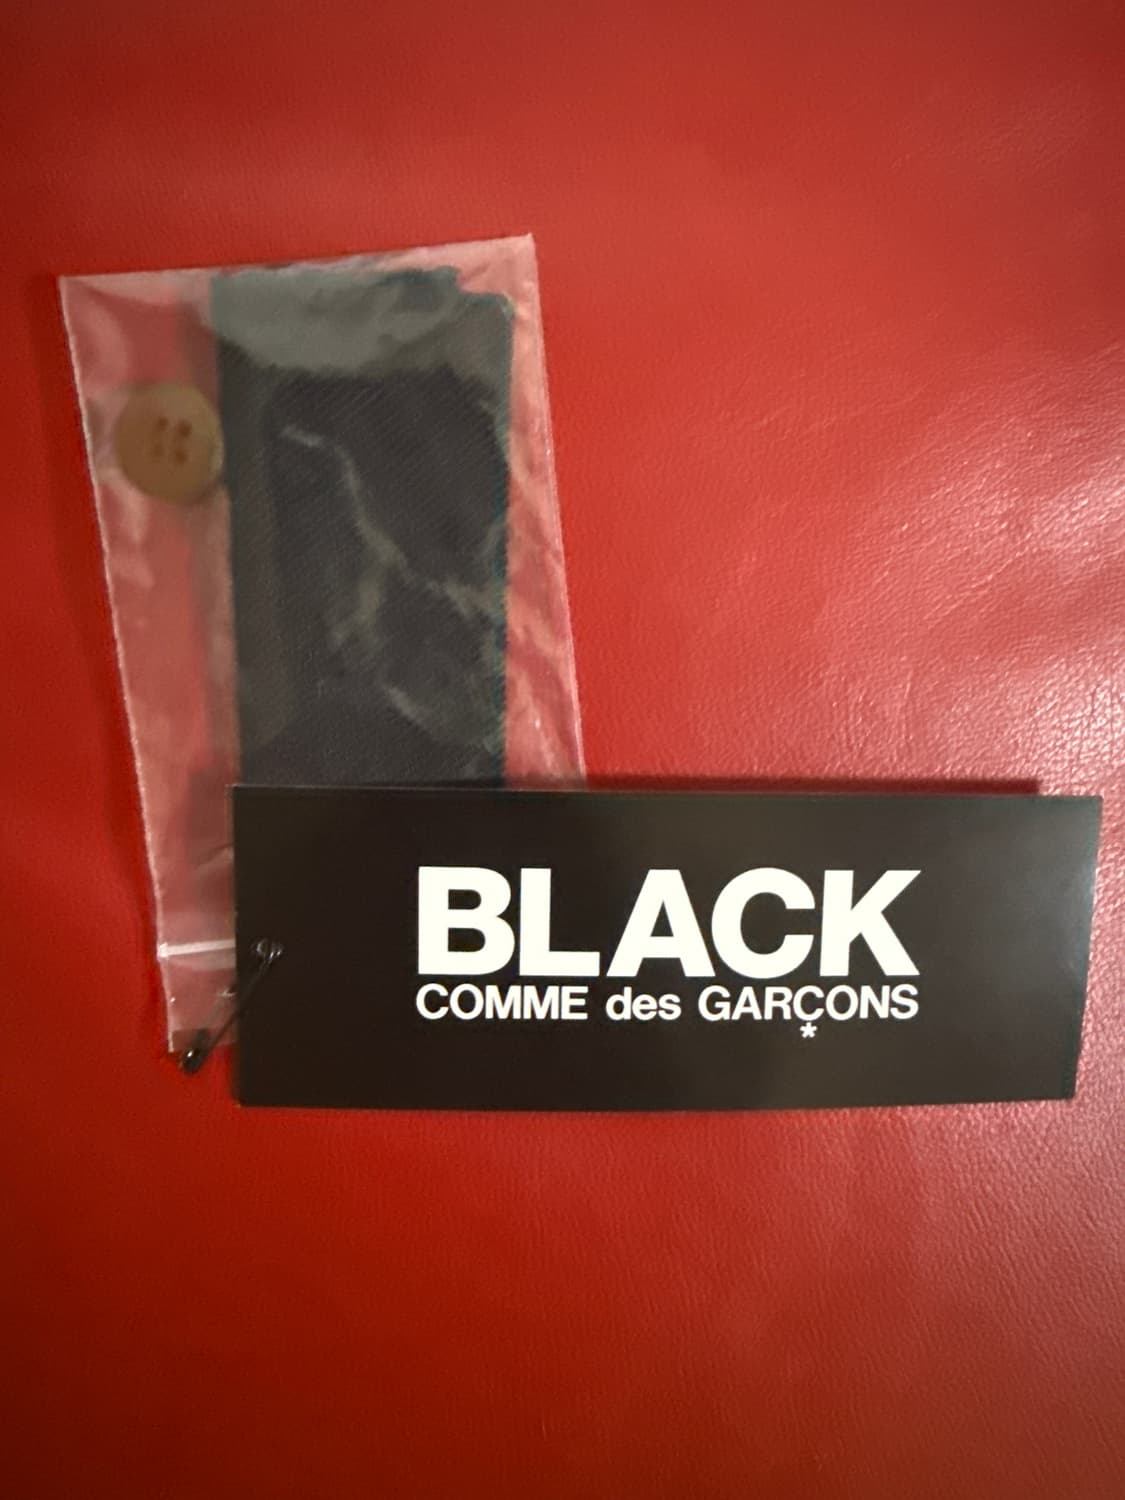 BLACK
COMME des GARÇONS
*